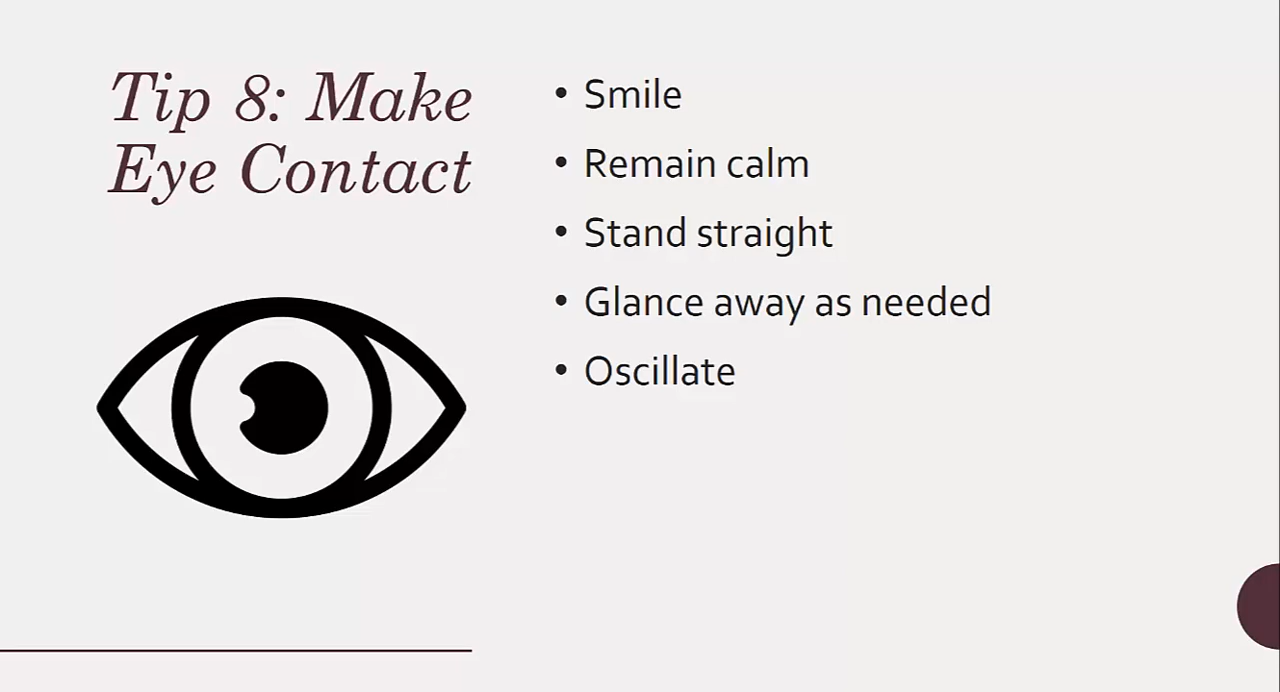 Tip 8: Make
Eye Contact
• Smile
• Remain calm
• Stand straight
• Glance away as needed
• Oscillate